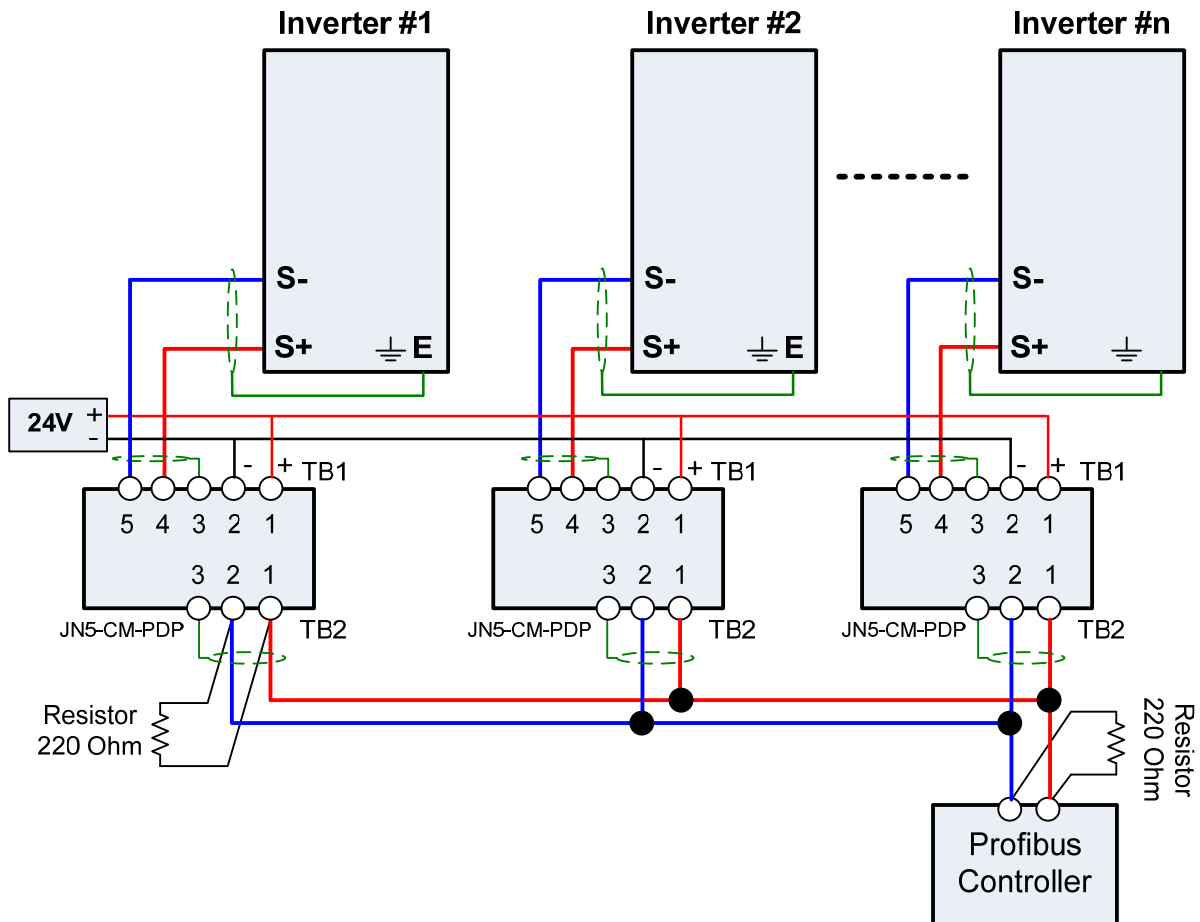 Inverter #1
Inverter #2
Inverter #n
S-
S-
S-
S+
E
S+
E
S+
24V
+
-
- + TB1
- + TB1
- + TB1
5 4 3 2 1
5 4 3 2 1
5 4 3 2 1
3 2 1
3 2 1
3 2 1
JN5-CM-PDP
TB2
JN5-CM-PDP
TB2
JN5-CM-PDP
TB2
Resistor
220 Ohm
Resistor
220 Ohm
Profibus
Controller